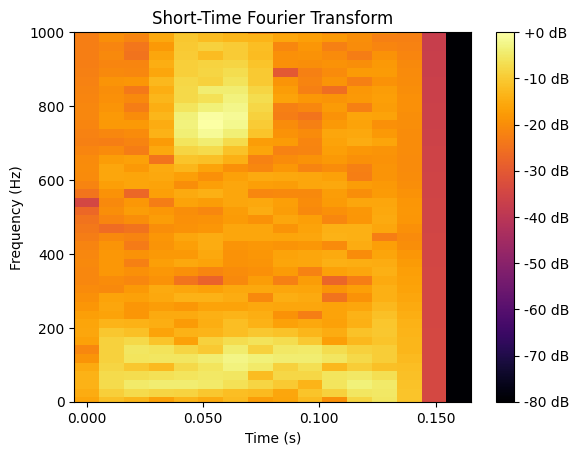 Short-Time Fourier Transform
1000
800
600
400
200
0
Frequency (Hz)
0.000
0.050
0.100
0.150
Time (s)
+0 dB
-10 dB
-20 dB
-30 dB
-40 dB
-50 dB
-60 dB
-70 dB
-80 dB